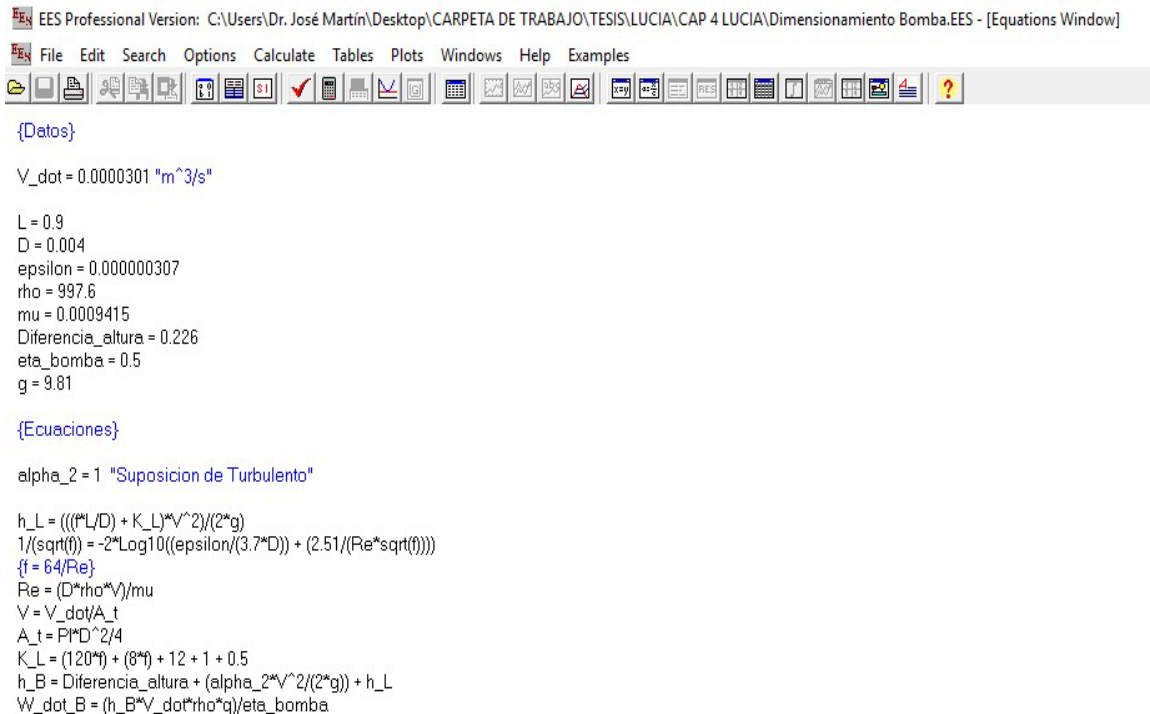 EES Professional Version: C:\Users\Dr. José Martín\Desktop\CARPETA DE TRABAJO\TESIS\LUCIA\CAP 4 LUCIA\Dimensionamiento Bomba.EES - [Equations Window]
File Edit Search Options Calculate Tables Plots Windows Help Examples
{Datos}
V_dot = 0.0000301 "m^3/s"
L = 0.9
D = 0.004
epsilon = 0.000000307
rho = 997.6
mu = 0.0009415
Diferencia_altura = 0.226
eta_bomba = 0.5
g = 9.81
{Ecuaciones}
alpha_2 = 1 "Suposicion de Turbulento"
h_L = (((f*L/D) + K_L)*V^2)/(2*g)
1/(sqrt(f)) = -2*Log10((epsilon/(3.7*D)) + (2.51/(Re*sqrt(f))))
{f = 64/Re}
Re = (D*rho*V)/mu
V = V_dot/A_t
A_t = PI*D^2/4
K_L = (120*f) + (8*f) + 12 + 1 + 0.5
h_B = Diferencia_altura + (alpha_2*V^2/(2*g)) + h_L
W_dot_B = (h_B*V_dot*rho*g)/eta_bomba